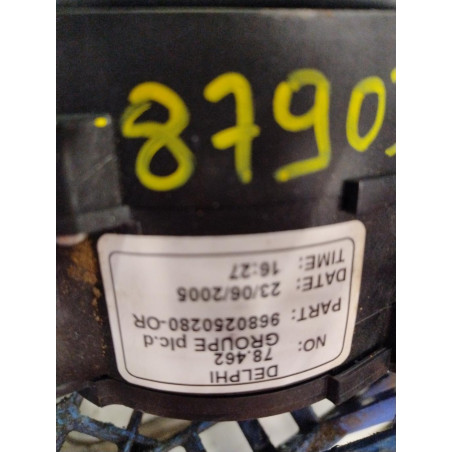 8790
DELPHI
NO: 78.462
GROUPE plc.d
PART: 9680250280-OR
DATE: 23/06/2005
TIME: 16:27